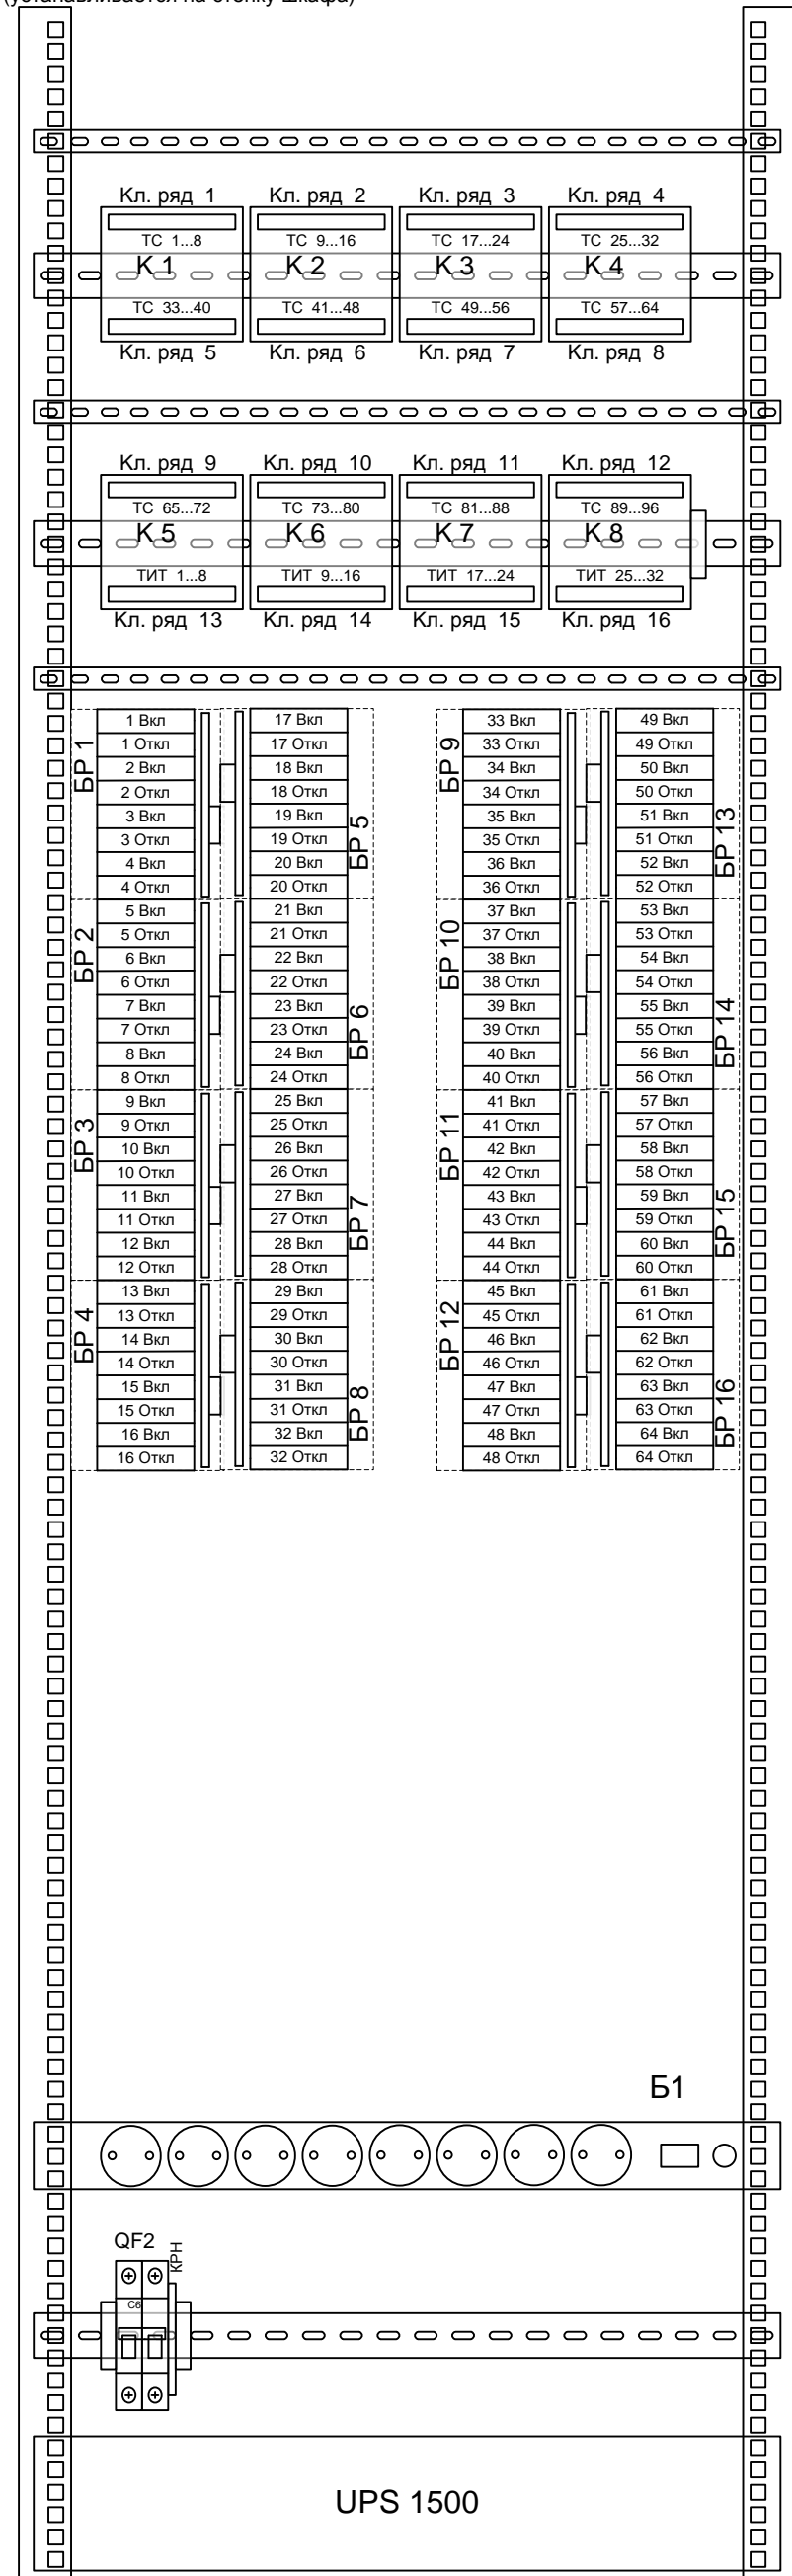 (устанавливается на стойку шкафа)
Кл. ряд 1 Кл. ряд 2 Кл. ряд 3 Кл. ряд 4
ТС 1...8 ТС 9...16 ТС 17...24 ТС 25...32
К 1 К 2 К 3 К 4
ТС 33...40 ТС 41...48 ТС 49...56 ТС 57...64
Кл. ряд 5 Кл. ряд 6 Кл. ряд 7 Кл. ряд 8
Кл. ряд 9 Кл. ряд 10 Кл. ряд 11 Кл. ряд 12
ТС 65...72 ТС 73...80 ТС 81...88 ТС 89...96
К 5 К 6 К 7 К 8
ТИТ 1...8 ТИТ 9...16 ТИТ 17...24 ТИТ 25...32
Кл. ряд 13 Кл. ряд 14 Кл. ряд 15 Кл. ряд 16
БР 1
1 Вкл
1 Откл
2 Вкл
2 Откл
3 Вкл
3 Откл
4 Вкл
4 Откл
БР 2
5 Вкл
5 Откл
6 Вкл
6 Откл
7 Вкл
7 Откл
8 Вкл
8 Откл
БР 3
9 Вкл
9 Откл
10 Вкл
10 Откл
11 Вкл
11 Откл
12 Вкл
12 Откл
БР 4
13 Вкл
13 Откл
14 Вкл
14 Откл
15 Вкл
15 Откл
16 Вкл
16 Откл
17 Вкл
17 Откл
18 Вкл
18 Откл
19 Вкл
19 Откл
20 Вкл
20 Откл
БР 5
21 Вкл
21 Откл
22 Вкл
22 Откл
23 Вкл
23 Откл
24 Вкл
24 Откл
БР 6
25 Вкл
25 Откл
26 Вкл
26 Откл
27 Вкл
27 Откл
28 Вкл
28 Откл
БР 7
29 Вкл
29 Откл
30 Вкл
30 Откл
31 Вкл
31 Откл
32 Вкл
32 Откл
БР 8
БР 9
33 Вкл
33 Откл
34 Вкл
34 Откл
35 Вкл
35 Откл
36 Вкл
36 Откл
БР 10
37 Вкл
37 Откл
38 Вкл
38 Откл
39 Вкл
39 Откл
40 Вкл
40 Откл
БР 11
41 Вкл
41 Откл
42 Вкл
42 Откл
43 Вкл
43 Откл
44 Вкл
44 Откл
БР 12
45 Вкл
45 Откл
46 Вкл
46 Откл
47 Вкл
47 Откл
48 Вкл
48 Откл
49 Вкл
49 Откл
50 Вкл
50 Откл
51 Вкл
51 Откл
52 Вкл
52 Откл
БР 13
53 Вкл
53 Откл
54 Вкл
54 Откл
55 Вкл
55 Откл
56 Вкл
56 Откл
БР 14
57 Вкл
57 Откл
58 Вкл
58 Откл
59 Вкл
59 Откл
60 Вкл
60 Откл
БР 15
61 Вкл
61 Откл
62 Вкл
62 Откл
63 Вкл
63 Откл
64 Вкл
64 Откл
БР 16
Б1
QF2
КРН
С6
UPS 1500